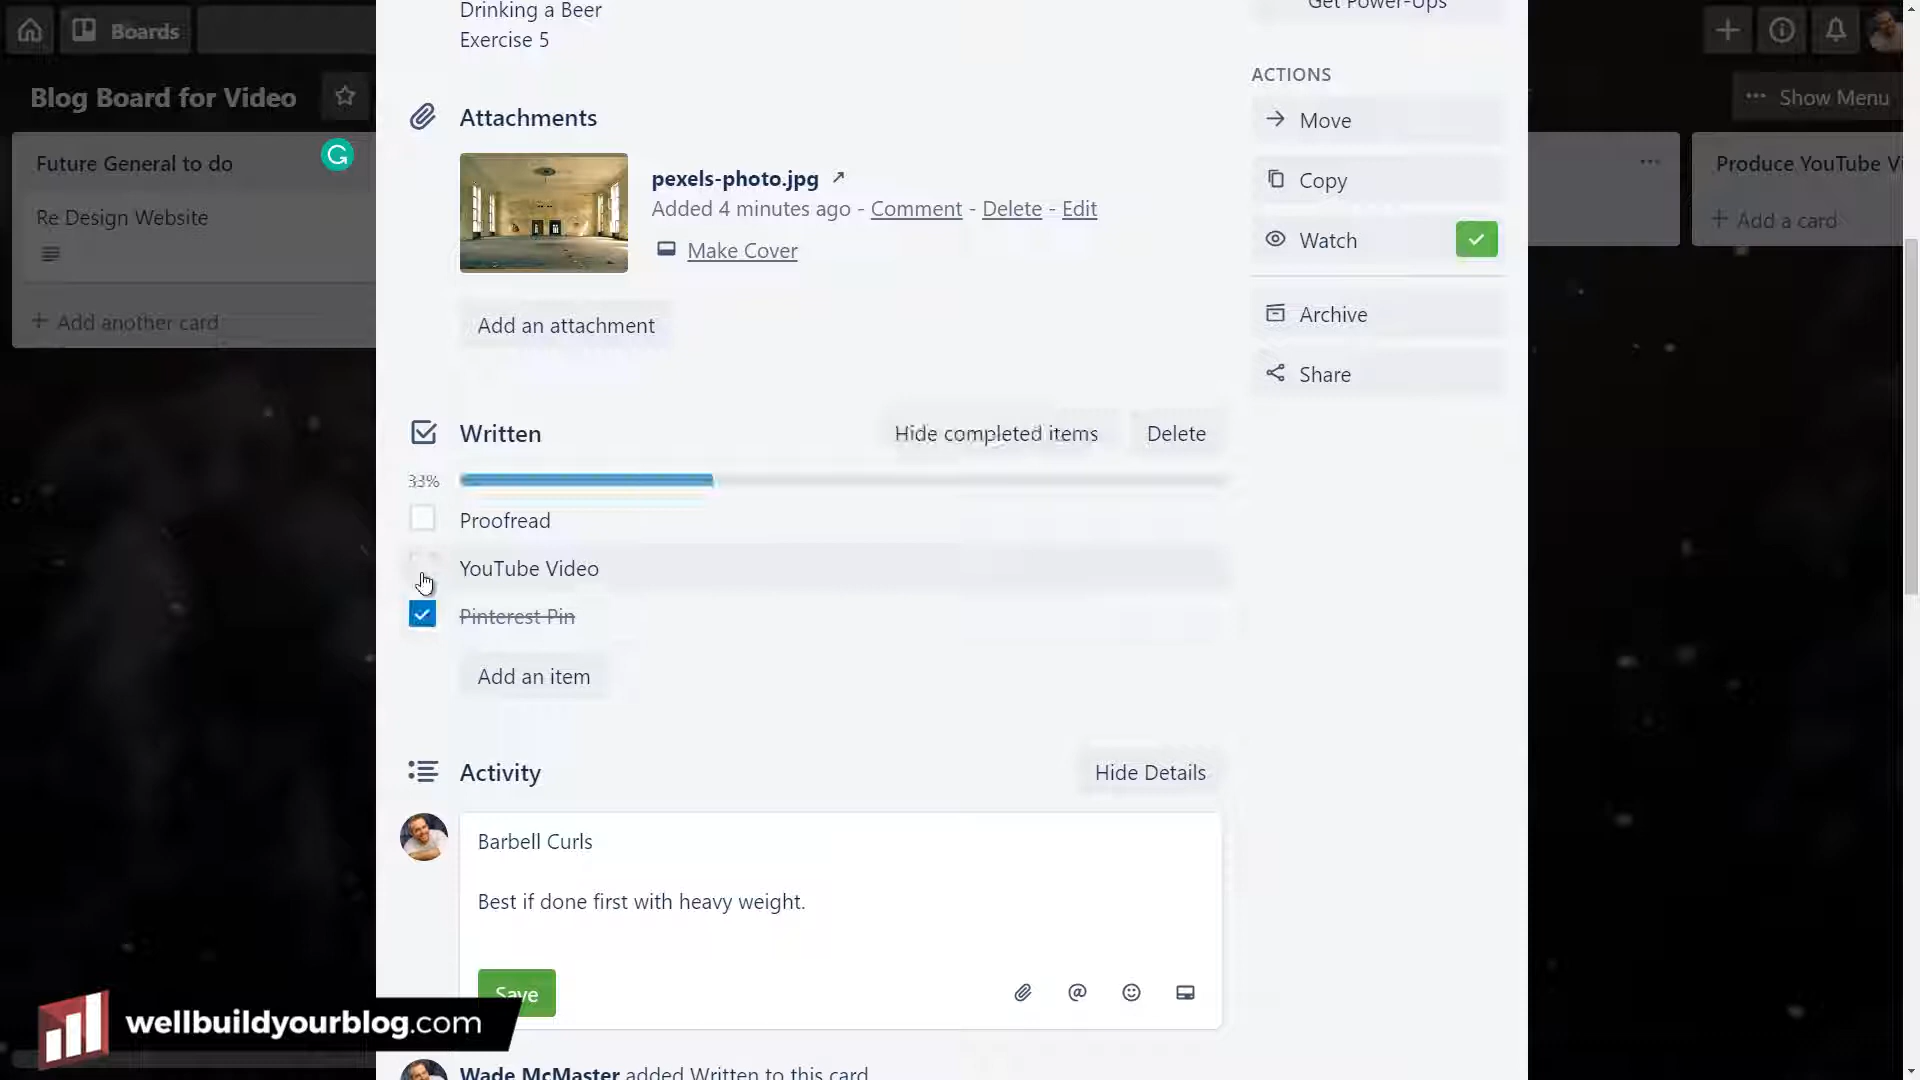 Drinking a Beer
Exercise 5
Get Power-Ups
Boards
Blog Board for Video
Show Menu
Future General to do
Re Design Website
Add another card
Attachments
pexels-photo.jpg
Added 4 minutes ago - Comment - Delete - Edit
Make Cover
Add an attachment
ACTIONS
Move
Copy
Watch
Archive
Share
Produce YouTube Vi
Add a card
Written
Hide completed items
Delete
33%
Proofread
YouTube Video
Pinterest Pin
Add an item
Activity
Hide Details
Barbell Curls
Best if done first with heavy weight.
Save
wellbuildyourblog.com
Wade McMaster added Written to this card